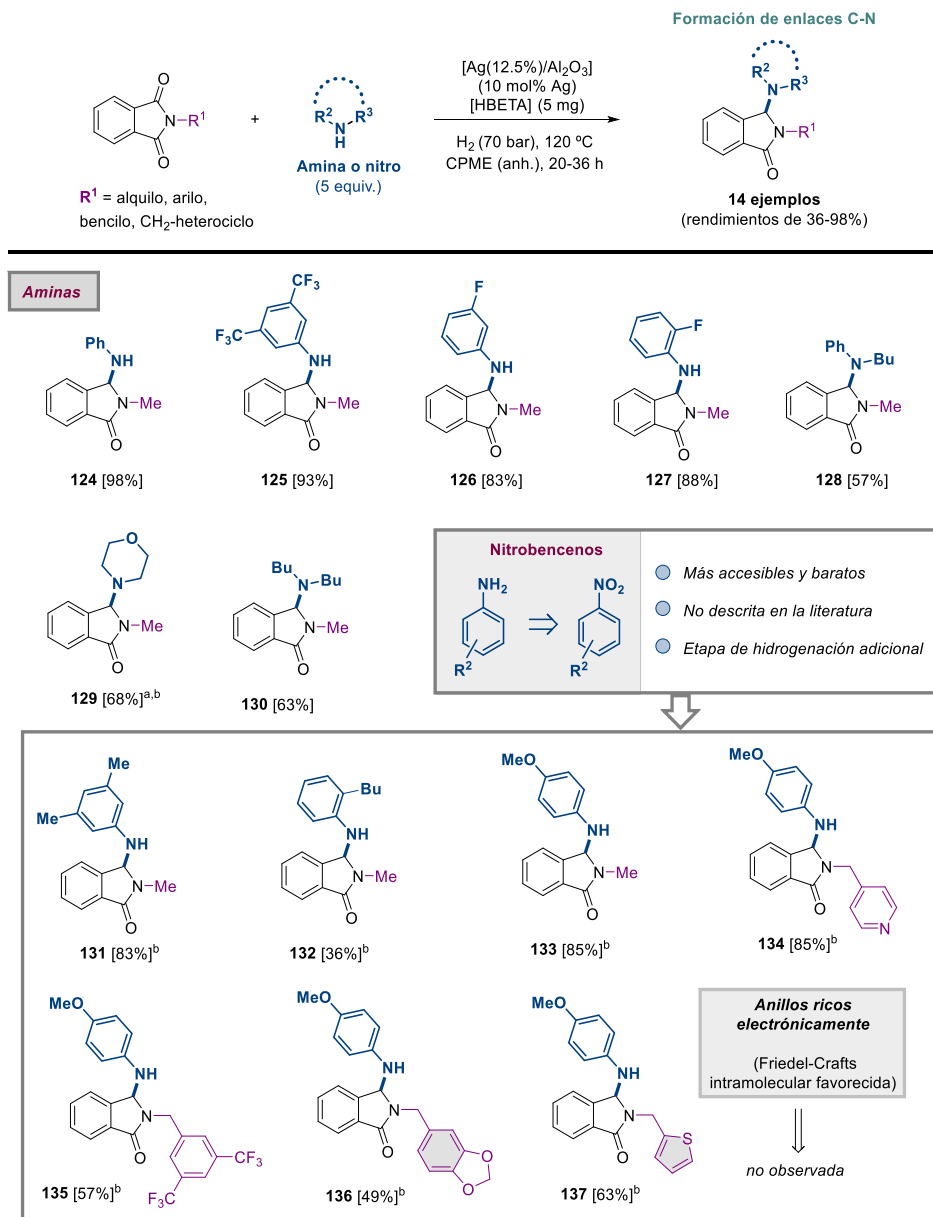 Formación de enlaces C-N
O
N
R¹
O
+
R²
R³
N
H
Amina o nitro
(5 equiv.)
R¹ = alquilo, arilo,
bencilo, CH₂-heterociclo
[Ag(12.5%)/Al₂O₃]
(10 mol% Ag)
[HBETA] (5 mg)
H₂ (70 bar), 120 ºC
CPME (anh.), 20-36 h
R²
R³
N
N
R¹
O
14 ejemplos
(rendimientos de 36-98%)
Aminas
Ph
NH
N
Me
O
124 [98%]
CF₃
F₃C
NH
N
Me
O
125 [93%]
F
NH
N
Me
O
126 [83%]
F
NH
N
Me
O
127 [88%]
Ph
N
Bu
N
Me
O
128 [57%]
O
N
N
Me
O
129 [68%]ᵃ,ᵇ
Bu
N
Bu
N
Me
O
130 [63%]
Nitrobencenos
NH₂
R²
NO₂
R²
Más accesibles y baratos
No descrita en la literatura
Etapa de hidrogenación adicional
Me
Me
NH
N
Me
O
131 [83%]ᵇ
Bu
NH
N
Me
O
132 [36%]ᵇ
MeO
NH
N
Me
O
133 [85%]ᵇ
MeO
NH
N
O
N
134 [85%]ᵇ
MeO
NH
N
O
CF₃
F₃C
135 [57%]ᵇ
MeO
NH
N
O
O
O
136 [49%]ᵇ
MeO
NH
N
O
S
137 [63%]ᵇ
Anillos ricos
electrónicamente
(Friedel-Crafts
intramolecular favorecida)
no observada